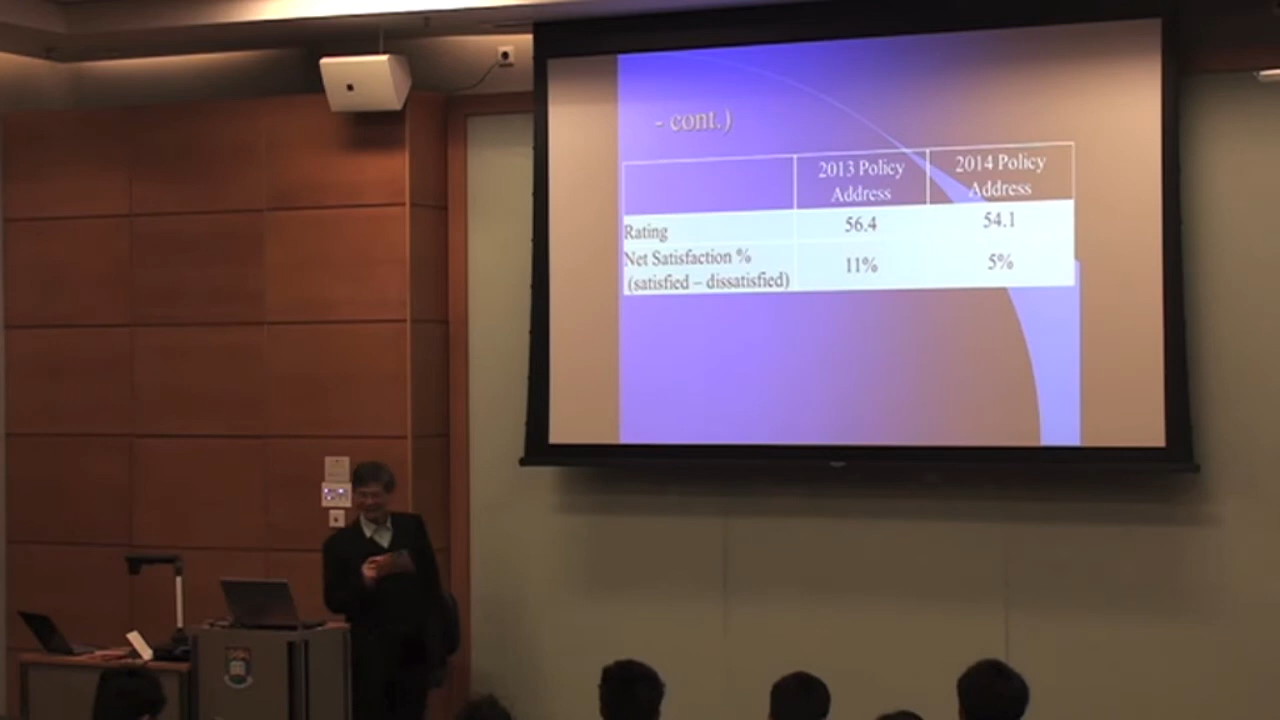 - cont.)
2013 Policy 2014 Policy
Address Address
Rating 56.4 54.1
Net Satisfaction % 11% 5%
(satisfied – dissatisfied)